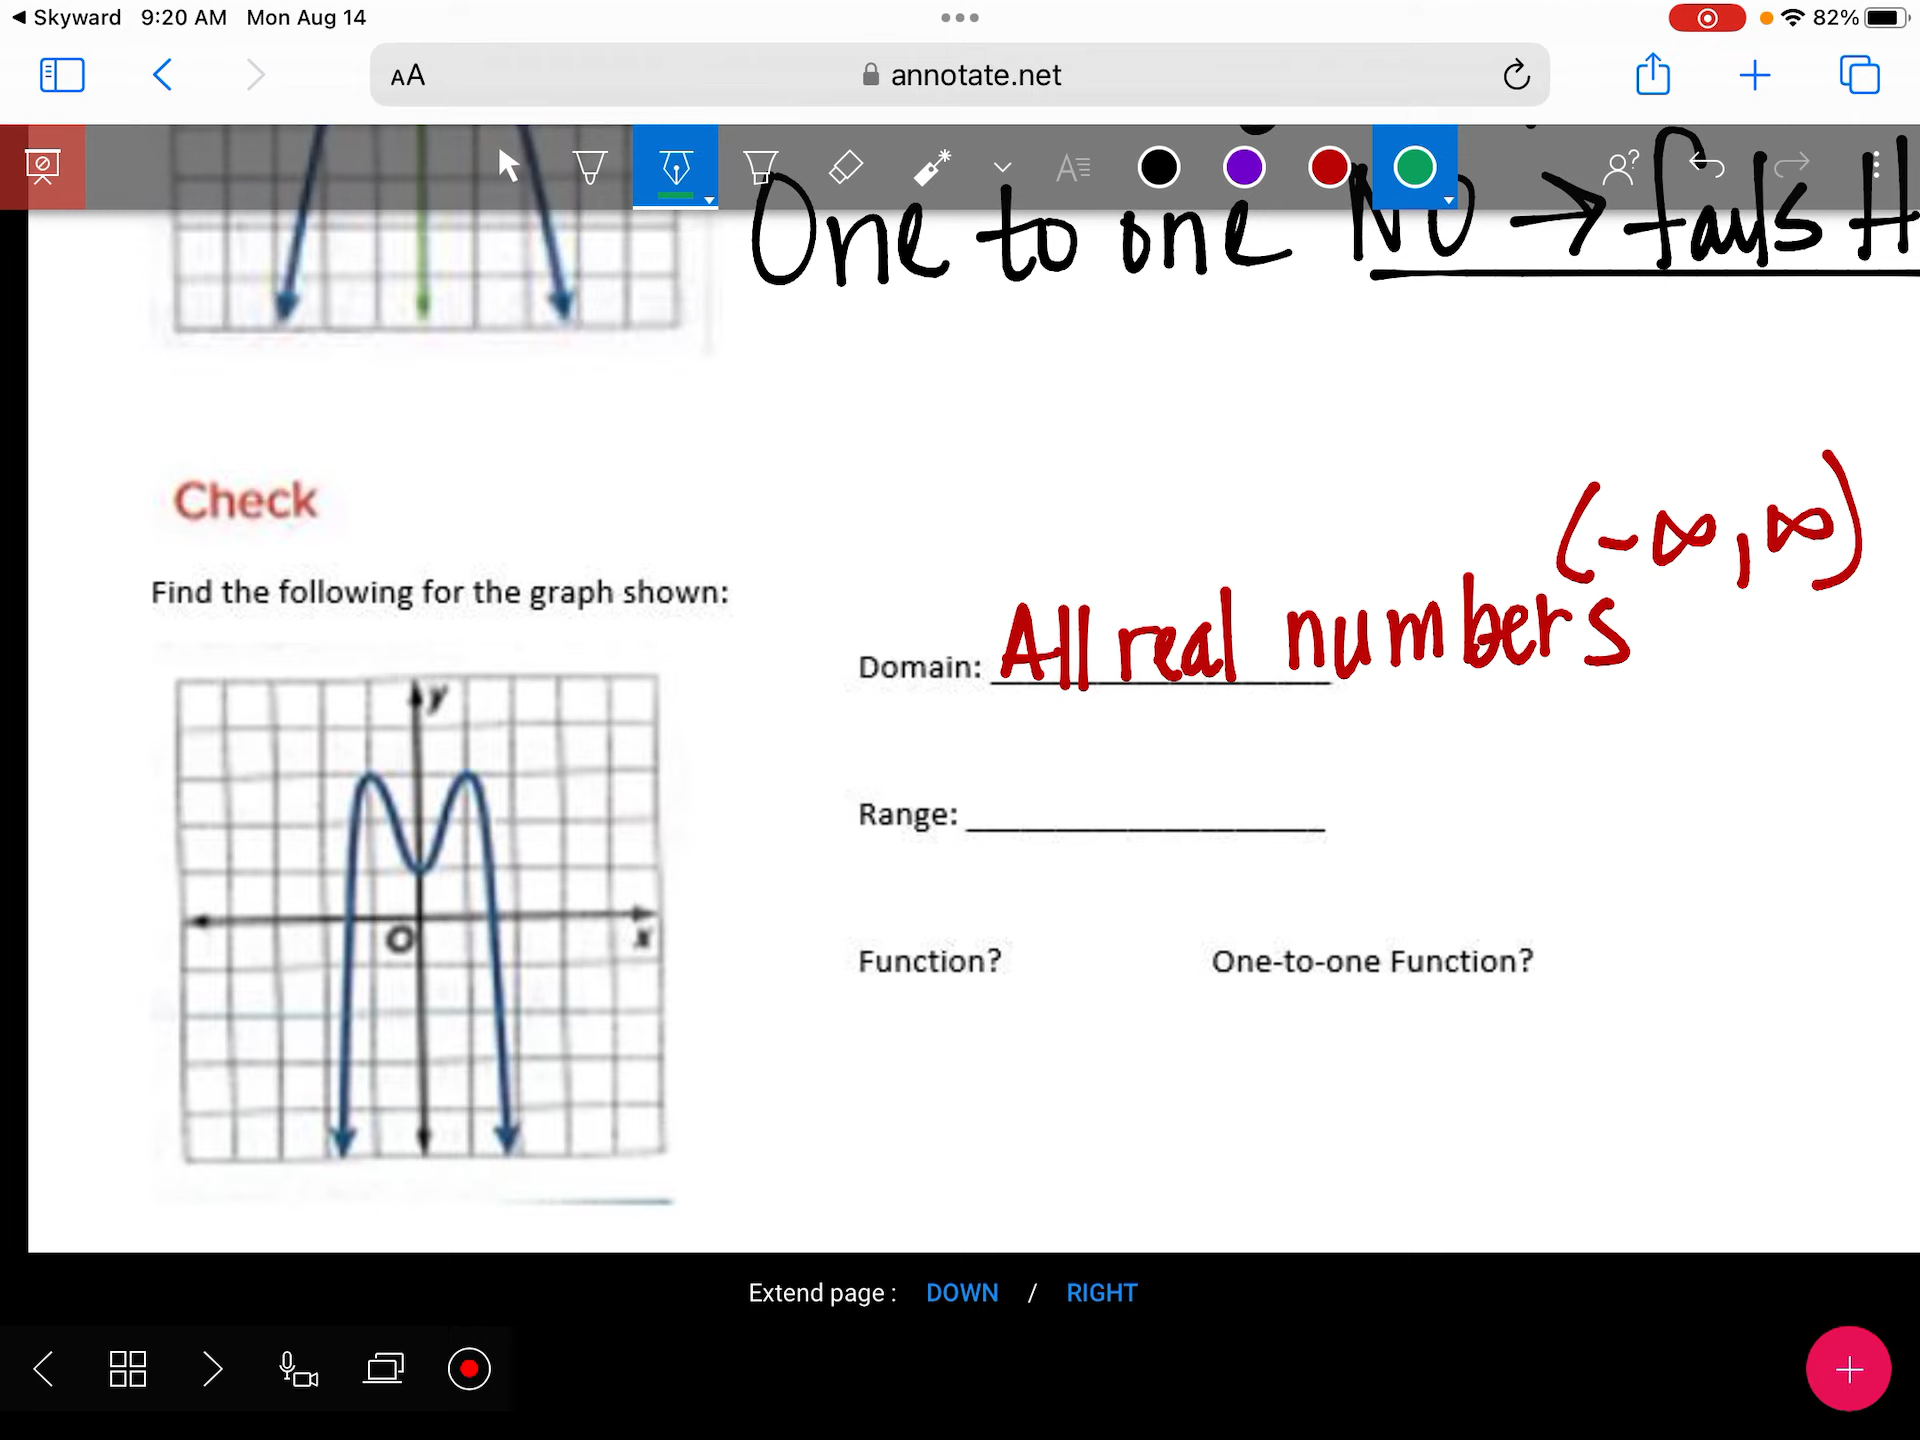 Skyward 9:20 AM Mon Aug 14
82%
AA annotate.net
One to one NO → fails H
Check
(-∞,∞)
Find the following for the graph shown:
Domain: All real numbers
y
Range:
O
x
Function? One-to-one Function?
Extend page: DOWN / RIGHT